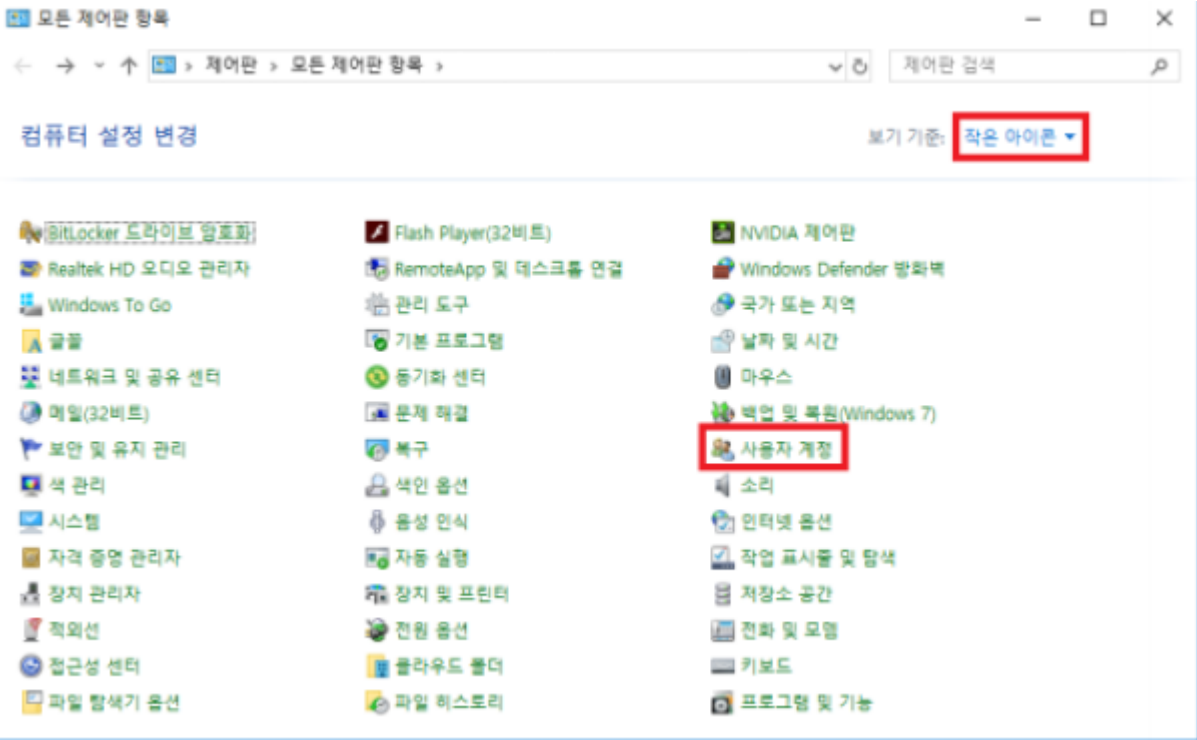 모든 제어판 항목
제어판 › 모든 제어판 항목 ›
제어판 검색
컴퓨터 설정 변경
보기 기준: 작은 아이콘
BitLocker 드라이브 암호화
Flash Player(32비트)
NVIDIA 제어판
Realtek HD 오디오 관리자
RemoteApp 및 데스크톱 연결
Windows Defender 방화벽
Windows To Go
관리 도구
국가 또는 지역
글꼴
기본 프로그램
날짜 및 시간
네트워크 및 공유 센터
동기화 센터
마우스
메일(32비트)
문제 해결
백업 및 복원(Windows 7)
보안 및 유지 관리
복구
사용자 계정
색 관리
색인 옵션
소리
시스템
음성 인식
인터넷 옵션
자격 증명 관리자
자동 실행
작업 표시줄 및 탐색
장치 관리자
장치 및 프린터
저장소 공간
적외선
전원 옵션
전화 및 모뎀
접근성 센터
클라우드 폴더
키보드
파일 탐색기 옵션
파일 히스토리
프로그램 및 기능